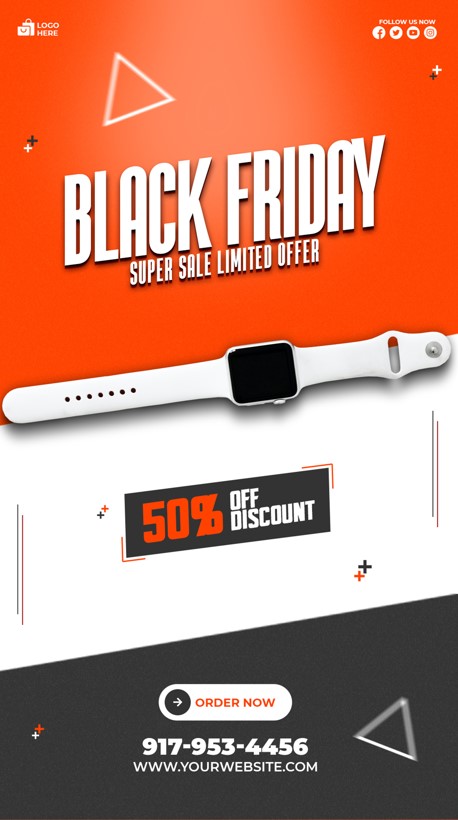 LOGO
HERE
FOLLOW US NOW
BLACK FRIDAY
SUPER SALE LIMITED OFFER
50% OFF
DISCOUNT
ORDER NOW
917-953-4456
WWW.YOURWEBSITE.COM